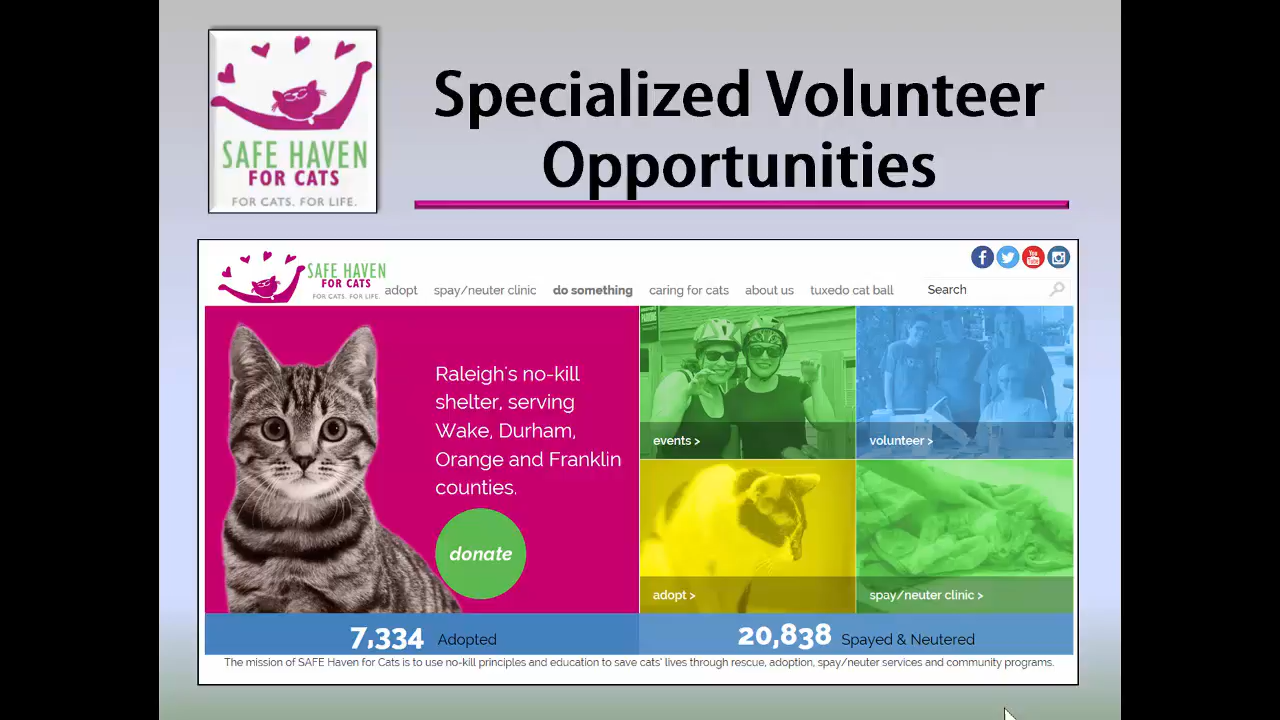 SAFE HAVEN
FOR CATS
FOR CATS. FOR LIFE.
Specialized Volunteer
Opportunities
SAFE HAVEN
FOR CATS
FOR CATS. FOR LIFE.
adopt spay/neuter clinic do something caring for cats about us tuxedo cat ball Search
You Tube
Raleigh's no-kill
shelter, serving
Wake, Durham,
Orange and Franklin
counties.
donate
events >
volunteer >
adopt >
spay/neuter clinic >
7,334 Adopted
20,838 Spayed & Neutered
The mission of SAFE Haven for Cats is to use no-kill principles and education to save cats' lives through rescue, adoption, spay/neuter services and community programs.